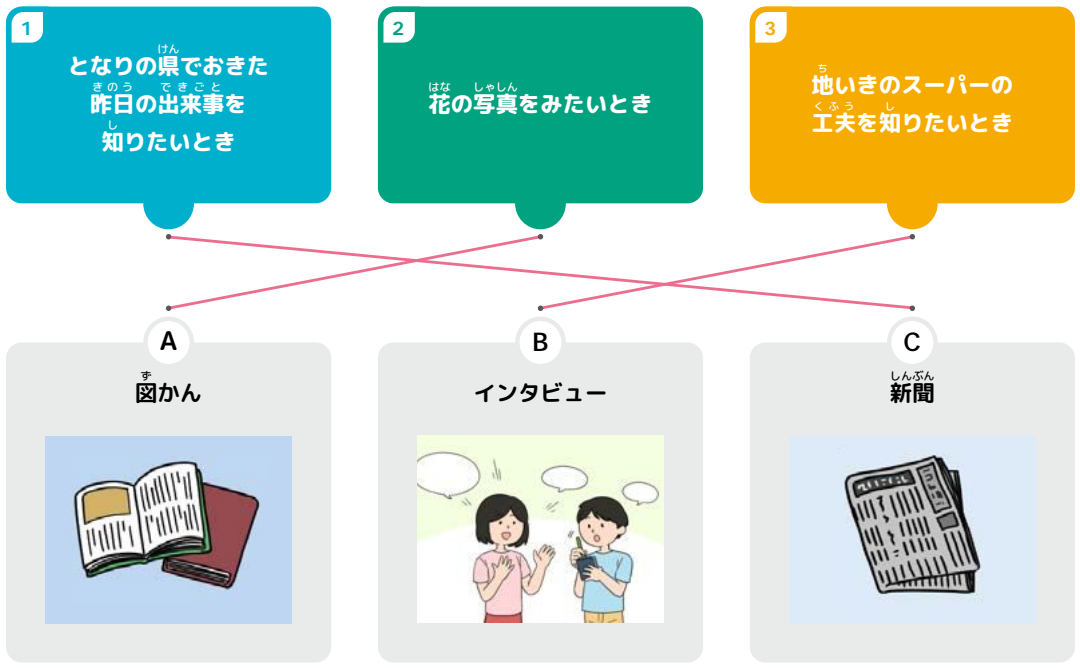 1
となりの県でおきた
昨日の出来事を
知りたいとき
2
花の写真をみたいとき
3
地いきのスーパーの
工夫を知りたいとき
A
図かん
B
インタビュー
C
新聞